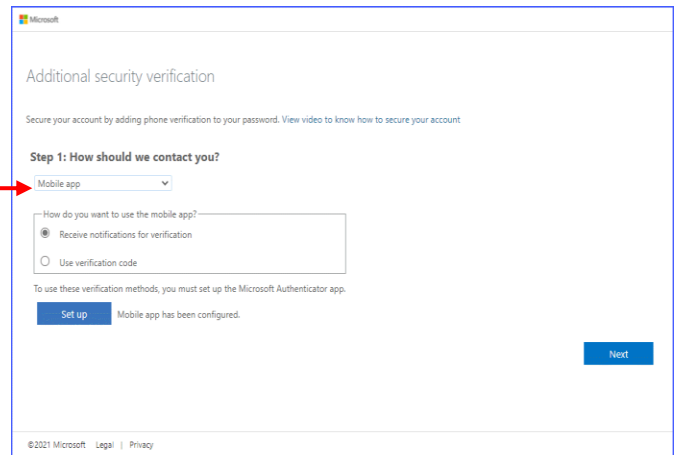 Microsoft
Additional security verification
Secure your account by adding phone verification to your password. View video to know how to secure your account
Step 1: How should we contact you?
Mobile app
How do you want to use the mobile app?
Receive notifications for verification
Use verification code
To use these verification methods, you must set up the Microsoft Authenticator app.
Set up Mobile app has been configured.
Next
©2021 Microsoft Legal | Privacy